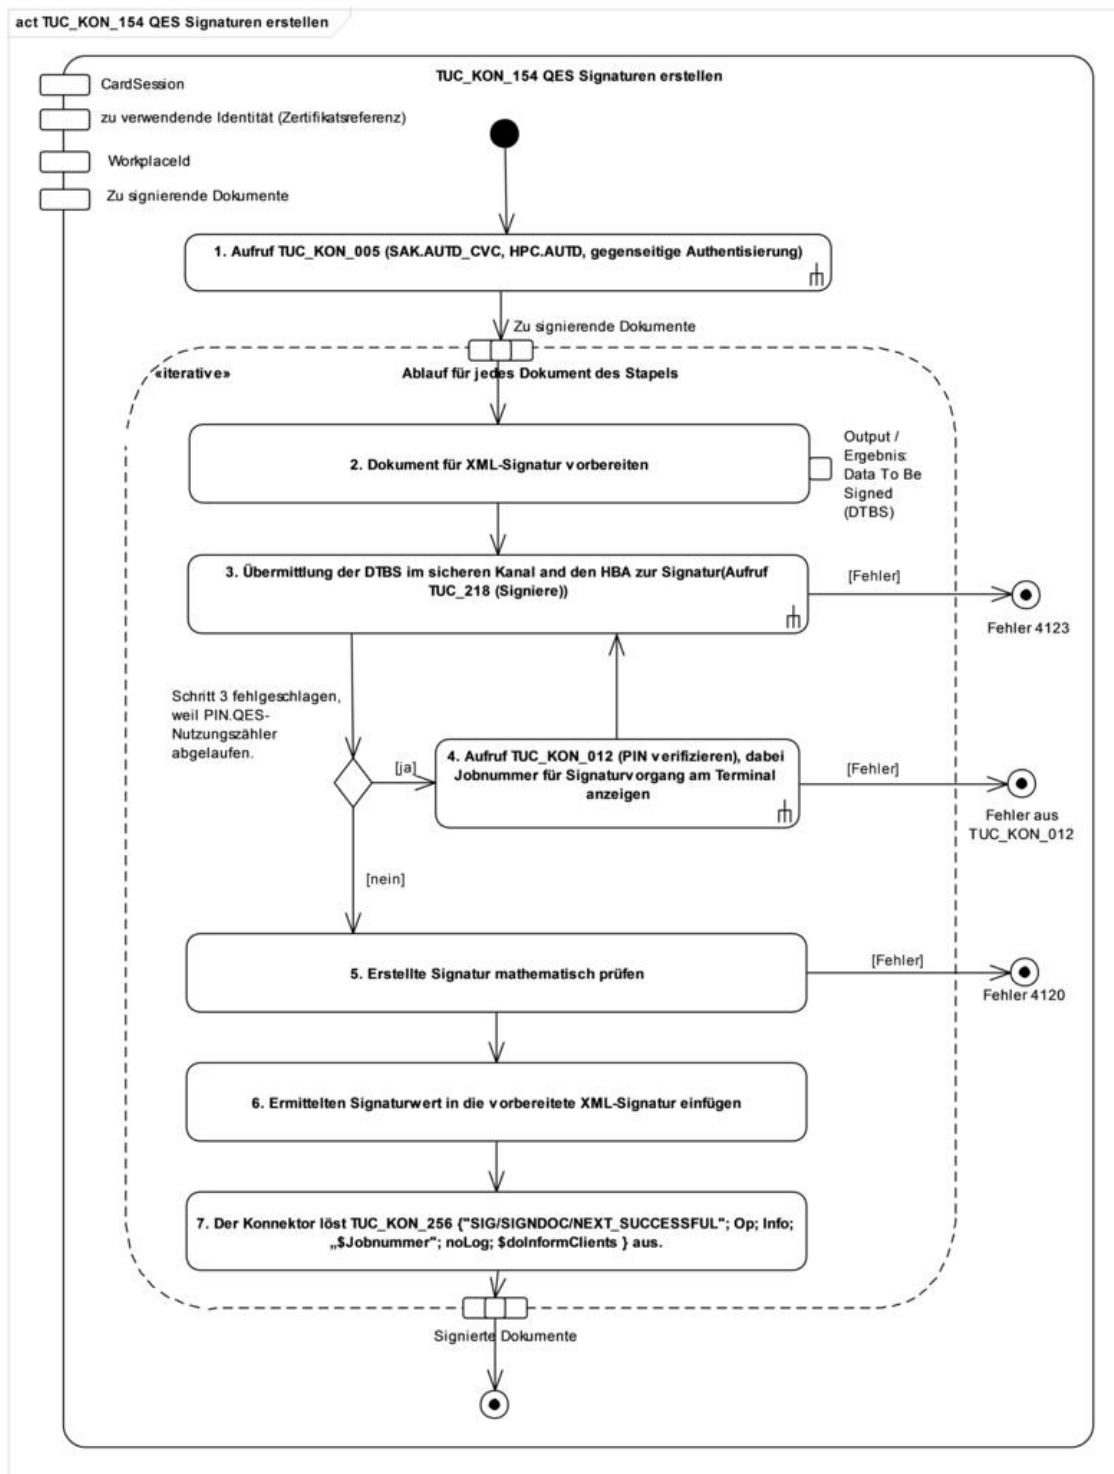 act TUC_KON_154 QES Signaturen erstellen
TUC_KON_154 QES Signaturen erstellen
CardSession
zu verwendende Identität (Zertifikatsreferenz)
WorkplaceId
Zu signierende Dokumente
1. Aufruf TUC_KON_005 (SAK.AUTD_CVC, HPC.AUTD, gegenseitige Authentisierung)
Zu signierende Dokumente
«iterative»
Ablauf für jedes Dokument des Stapels
2. Dokument für XML-Signatur vorbereiten
Output /
Ergebnis:
Data To Be
Signed
(DTBS)
3. Übermittlung der DTBS im sicheren Kanal and den HBA zur Signatur(Aufruf
TUC_218 (Signiere))
[Fehler]
Fehler 4123
Schritt 3 fehlgeschlagen,
weil PIN.QES-
Nutzungszähler
abgelaufen.
[ja]
4. Aufruf TUC_KON_012 (PIN verifizieren), dabei
Jobnummer für Signaturvorgang am Terminal
anzeigen
[Fehler]
Fehler aus
TUC_KON_012
[nein]
5. Erstellte Signatur mathematisch prüfen
[Fehler]
Fehler 4120
6. Ermittelten Signaturwert in die vorbereitete XML-Signatur einfügen
7. Der Konnektor löst TUC_KON_256 {"SIG/SIGNDOC/NEXT_SUCCESSFUL"; Op; Info;
„$Jobnummer"; noLog; $doInformClients } aus.
Signierte Dokumente